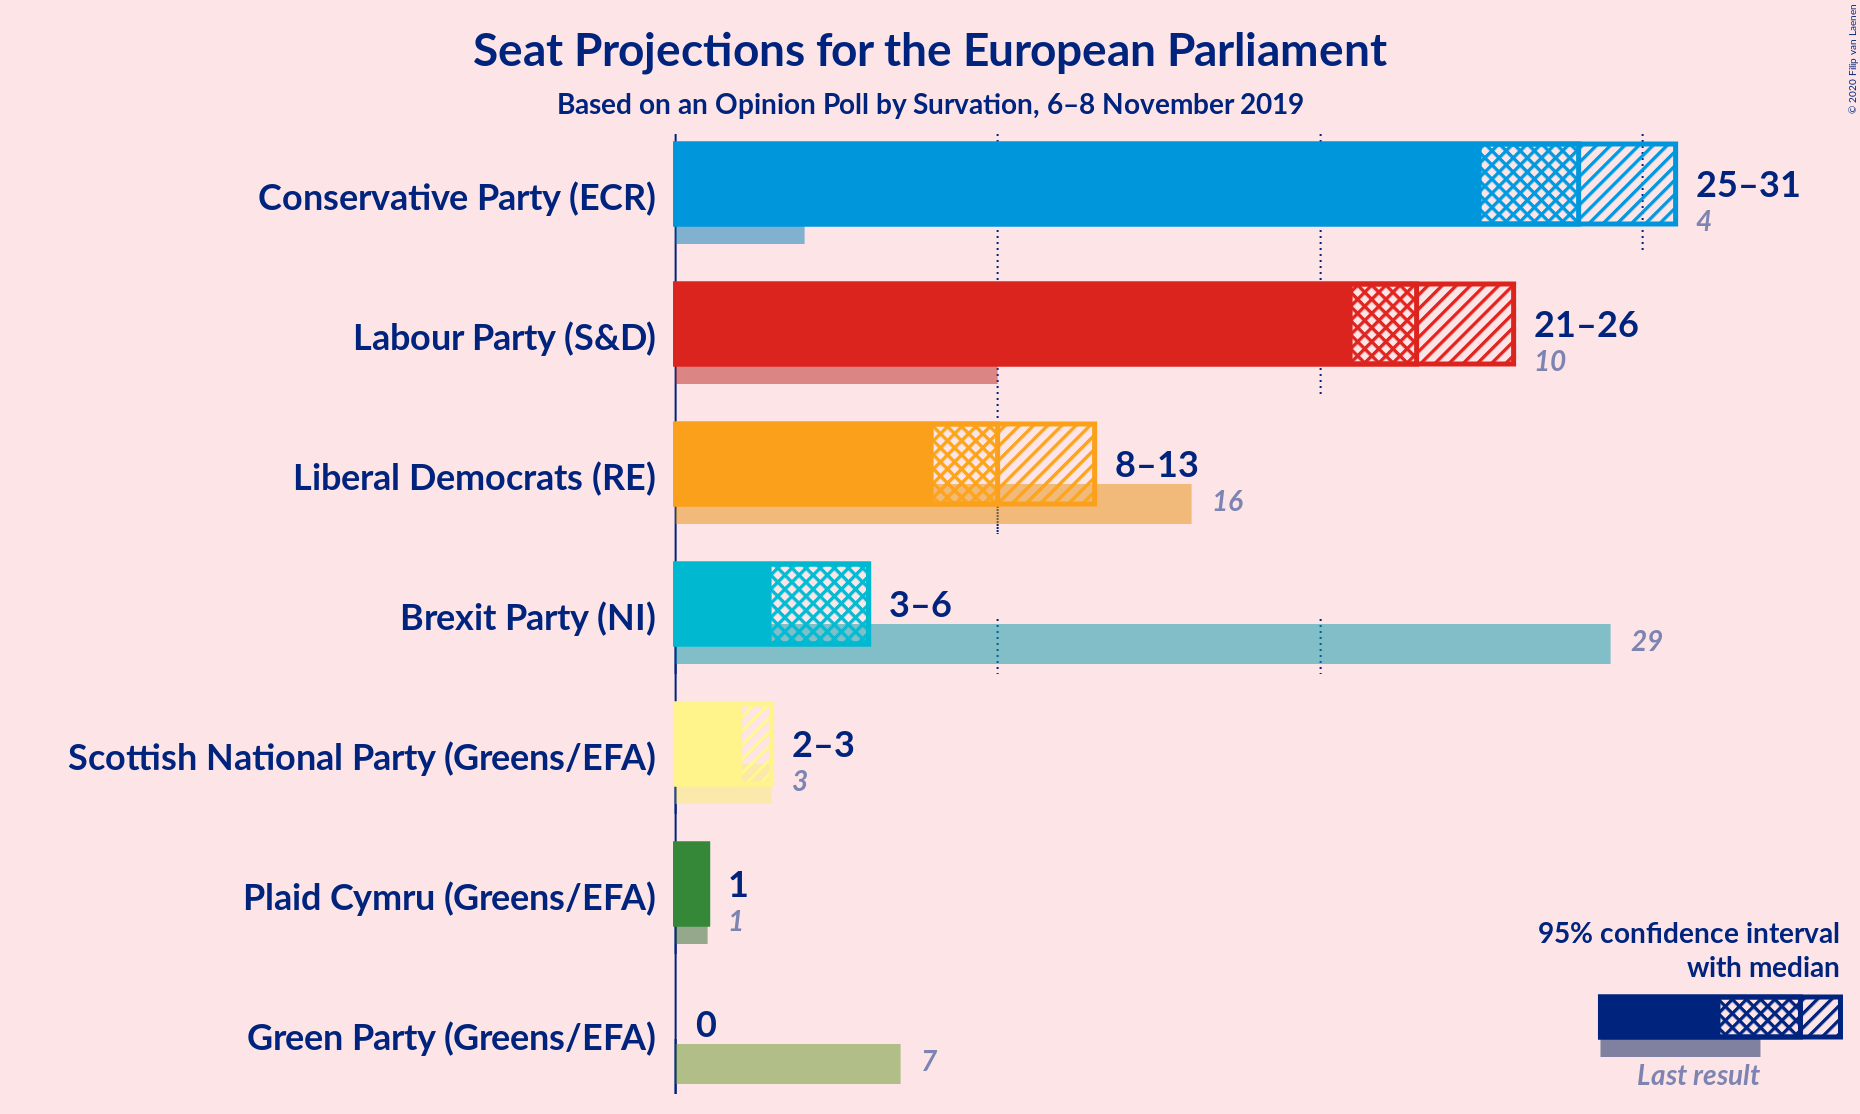 Seat Projections for the European Parliament
Based on an Opinion Poll by Survation, 6–8 November 2019
© 2020 Filip van Laenen
Conservative Party (ECR)
25–31
4
Labour Party (S&D)
21–26
10
Liberal Democrats (RE)
8–13
16
Brexit Party (NI)
3–6
29
Scottish National Party (Greens/EFA)
2–3
3
Plaid Cymru (Greens/EFA)
1
1
Green Party (Greens/EFA)
0
7
95% confidence interval
with median
Last result